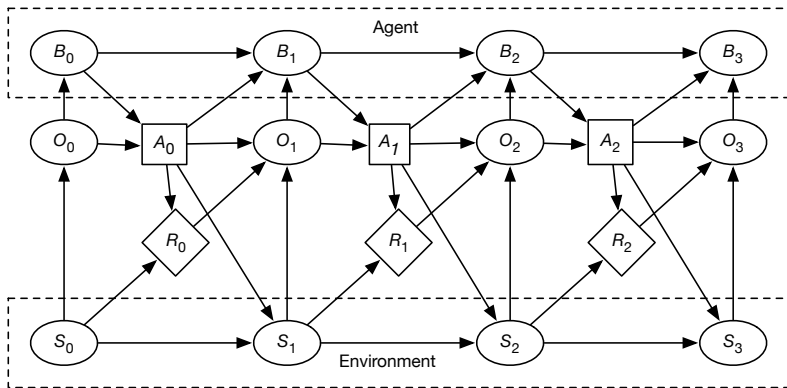 Agent
B₀ B₁ B₂ B₃
O₀ A₀ O₁ A₁ O₂ A₂ O₃
R₀ R₁ R₂
S₀ S₁ S₂ S₃
Environment